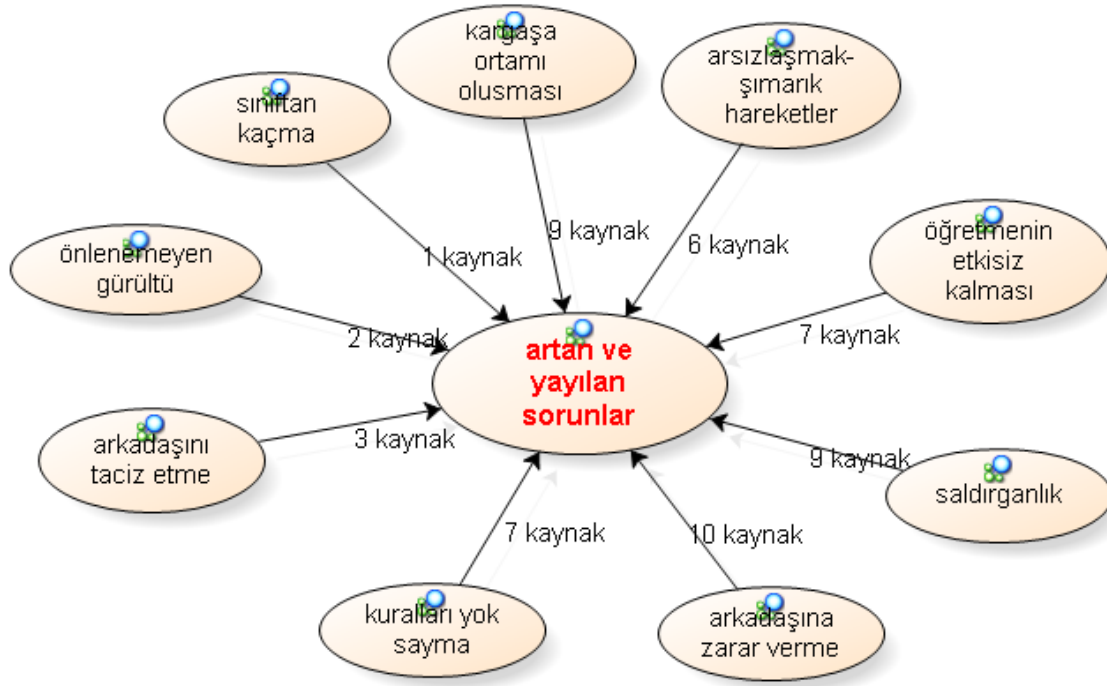 kargaşa
ortamı
olusması
arsızlaşmak-
şımarık
hareketler
sınıftan
kaçma
öğretmenin
etkisiz
kalması
önlenemeyen
gürültü
9 kaynak
6 kaynak
1 kaynak
2 kaynak
7 kaynak
artan ve
yayılan
sorunlar
arkadaşını
taciz etme
3 kaynak
9 kaynak
saldırganlık
7 kaynak
10 kaynak
kuralları yok
sayma
arkadaşına
zarar verme